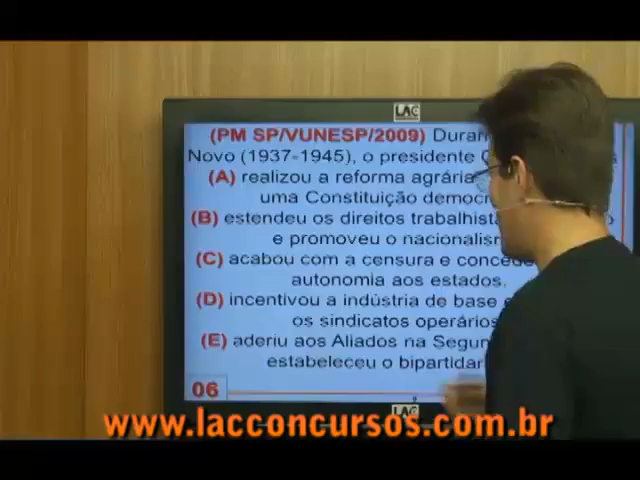 LAC
(PM SP/VUNESP/2009) Duran
Novo (1937-1945), o presidente G
(A) realizou a reforma agrária
uma Constituição democr
(B) estendeu os direitos trabalhista
e promoveu o nacionalism
(C) acabou com a censura e concede
autonomia aos estados.
(D) incentivou a indústria de base e
os sindicatos operários
(E) aderiu aos Aliados na Segun
estabeleceu o bipartidar
06
LAC
www.lacconcursos.com.br